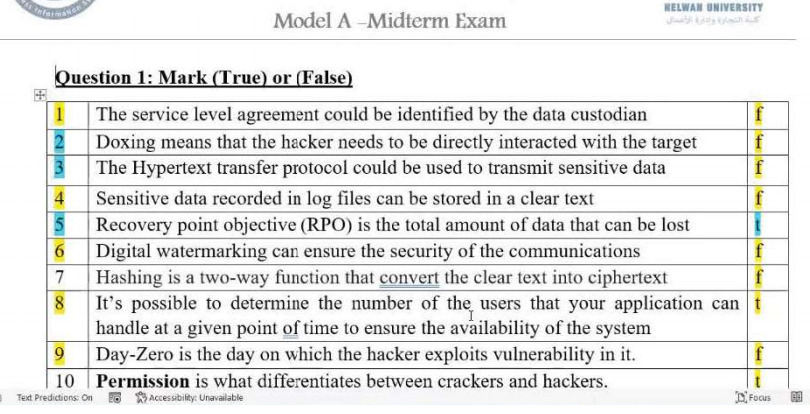 Information S
Model A –Midterm Exam
HELWAN UNIVERSITY
Question 1: Mark (True) or (False)
1 The service level agreement could be identified by the data custodian f
2 Doxing means that the hacker needs to be directly interacted with the target f
3 The Hypertext transfer protocol could be used to transmit sensitive data f
4 Sensitive data recorded in log files can be stored in a clear text f
5 Recovery point objective (RPO) is the total amount of data that can be lost t
6 Digital watermarking can ensure the security of the communications f
7 Hashing is a two-way function that convert the clear text into ciphertext f
8 It’s possible to determine the number of the users that your application can t
handle at a given point of time to ensure the availability of the system
9 Day-Zero is the day on which the hacker exploits vulnerability in it. f
10 Permission is what differentiates between crackers and hackers. t
Text Predictions: On Accessibility: Unavailable Focus